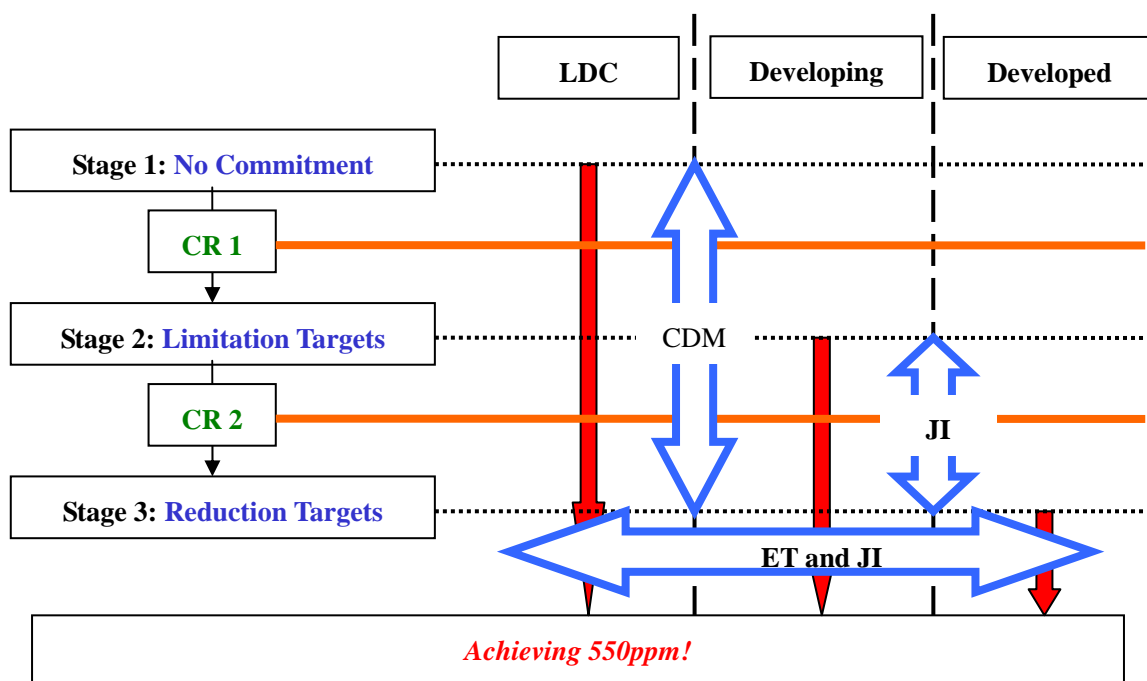 LDC
Developing
Developed
Stage 1: No Commitment
CR 1
Stage 2: Limitation Targets
CDM
CR 2
JI
Stage 3: Reduction Targets
ET and JI
Achieving 550ppm!